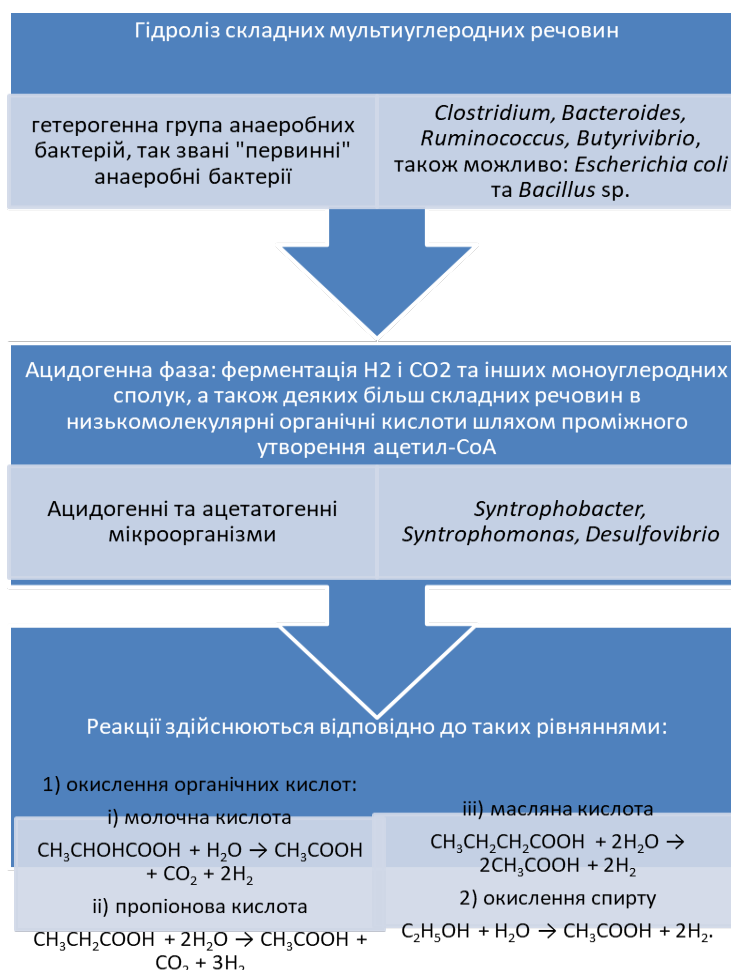 Гідроліз складних мультиуглеродних речовин
гетерогенна група анаеробних
бактерій, так звані "первинні"
анаеробні бактерії
Clostridium, Bacteroides,
Ruminococcus, Butyrivibrio,
також можливо: Escherichia coli
та Bacillus sp.
Ацидогенна фаза: ферментація H2 і CO2 та інших моноуглеродних
сполук, а також деяких більш складних речовин в
низькомолекулярні органічні кислоти шляхом проміжного
утворення ацетил-СоА
Ацидогенні та ацетатогенні
мікроорганізми
Syntrophobacter,
Syntrophomonas, Desulfovibrio
Реакції здійснюються відповідно до таких рівняннями:
1) окислення органічних кислот:
i) молочна кислота
CH₃CHOHCOOH + H₂O → CH₃COOH
+ CO₂ + 2H₂
ii) пропіонова кислота
CH₃CH₂COOH + 2H₂O → CH₃COOH +
CO₂ + 3H₂
iii) масляна кислота
CH₃CH₂CH₂COOH + 2H₂O →
2CH₃COOH + 2H₂
2) окислення спирту
C₂H₅OH + H₂O → CH₃COOH + 2H₂.